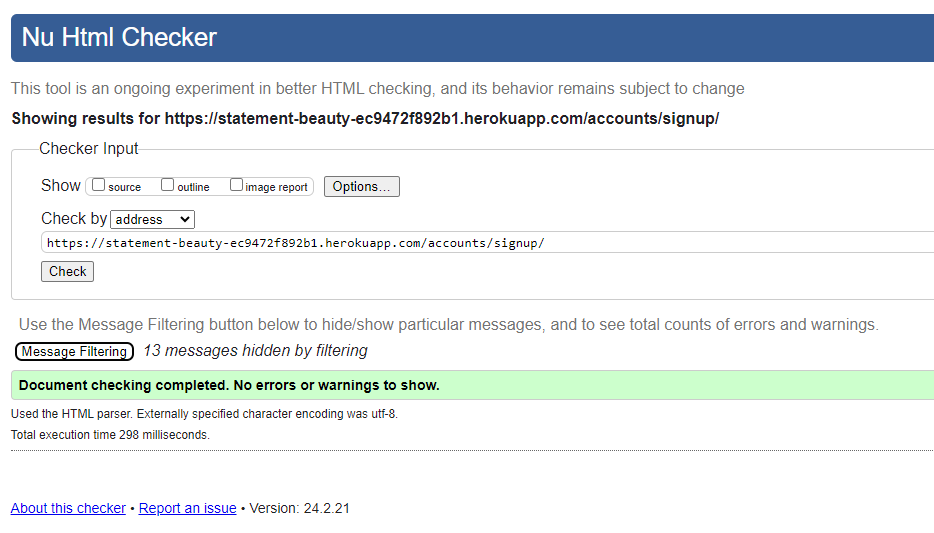 Nu Html Checker
This tool is an ongoing experiment in better HTML checking, and its behavior remains subject to change
Showing results for https://statement-beauty-ec9472f892b1.herokuapp.com/accounts/signup/
Checker Input
Show source outline image report Options...
Check by address
https://statement-beauty-ec9472f892b1.herokuapp.com/accounts/signup/
Check
Use the Message Filtering button below to hide/show particular messages, and to see total counts of errors and warnings.
Message Filtering 13 messages hidden by filtering
Document checking completed. No errors or warnings to show.
Used the HTML parser. Externally specified character encoding was utf-8.
Total execution time 298 milliseconds.
About this checker • Report an issue • Version: 24.2.21